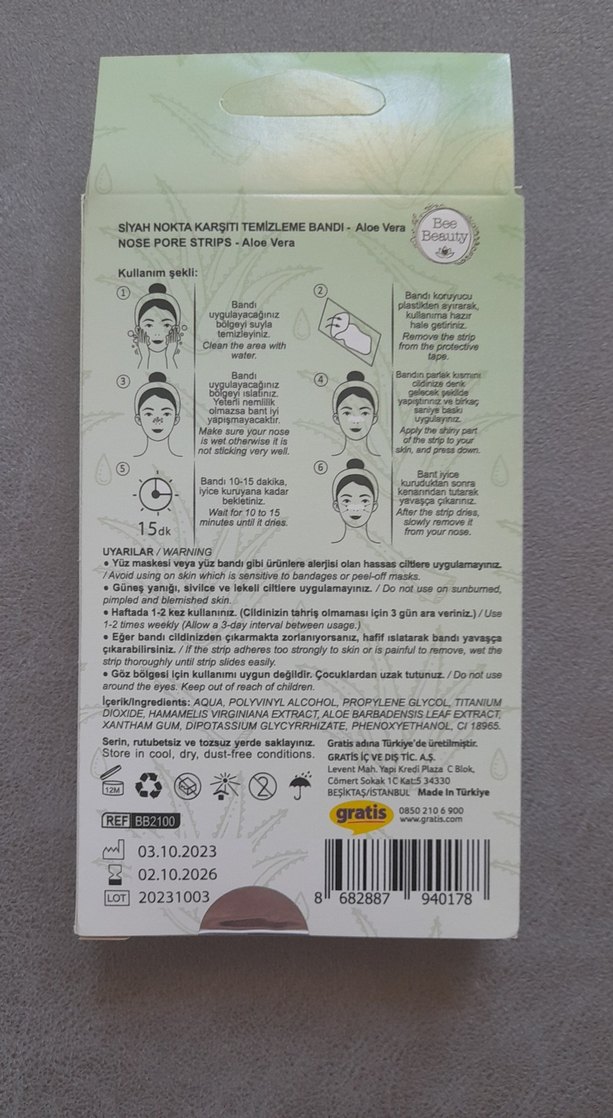 SİYAH NOKTA KARŞITI TEMİZLEME BANDI - Aloe Vera
NOSE PORE STRIPS - Aloe Vera
Bee
Beauty
Kullanım şekli:
1
Bandı
uygulayacağınız
bölgeyi suyla
temizleyiniz.
Clean the area with
water.
2
Bandı koruyucu
plastikten ayırarak,
kullanıma hazır
hale getiriniz.
Remove the strip
from the protective
tape.
3
Bandı
uygulayacağınız
bölgeyi ıslatınız.
Yeterli nemlilik
olmazsa bant iyi
yapışmayacaktır.
Make sure your nose
is wet otherwise it is
not sticking very well.
4
Bandın parlak kısmını
cildinize denk
gelecek şekilde
yapıştırınız ve birkaç
saniye baskı
uygulayınız.
Apply the shiny part
of the strip to your
skin, and press down.
5
15dk
Bandı 10-15 dakika,
iyice kuruyana kadar
bekletiniz.
Wait for 10 to 15
minutes until it dries.
6
Bant iyice
kuruduktan sonra
kenarından tutarak
yavaşça çıkarınız.
After the strip dries,
slowly remove it
from your nose.
UYARILAR / WARNING
• Yüz maskesi veya yüz bandı gibi ürünlere alerjisi olan hassas ciltlere uygulamayınız.
/ Avoid using on skin which is sensitive to bandages or peel-off masks.
• Güneş yanığı, sivilce ve lekeli ciltlere uygulamayınız. / Do not use on sunburned,
pimpled and blemished skin.
• Haftada 1-2 kez kullanınız. (Cildinizin tahriş olmaması için 3 gün ara veriniz.) / Use
1-2 times weekly (Allow a 3-day interval between usage.)
• Eğer bandı cildinizden çıkarmakta zorlanıyorsanız, hafif ıslatarak bandı yavaşça
çıkarabilirsiniz. / If the strip adheres too strongly to skin or is painful to remove, wet the
strip thoroughly until strip slides easily.
• Göz bölgesi için kullanımı uygun değildir. Çocuklardan uzak tutunuz. / Do not use
around the eyes. Keep out of reach of children.
İçerik/Ingredients: AQUA, POLYVINYL ALCOHOL, PROPYLENE GLYCOL, TITANIUM
DIOXIDE, HAMAMELIS VIRGINIANA EXTRACT, ALOE BARBADENSIS LEAF EXTRACT,
XANTHAM GUM, DIPOTASSIUM GLYCYRRHIZATE, PHENOXYETHANOL, CI 18965.
Serin, rutubetsiz ve tozsuz yerde saklayınız.
Store in cool, dry, dust-free conditions.
Gratis adına Türkiye'de üretilmiştir.
GRATİS İÇ VE DIŞ TİC. A.Ş.
Levent Mah. Yapı Kredi Plaza C Blok,
Cömert Sokak 1C Kat:5 34330
BEŞİKTAŞ/İSTANBUL Made In Türkiye
12M
gratis
0850 210 6 900
www.gratis.com
REF BB2100
03.10.2023
02.10.2026
LOT 20231003
8 682887 940178